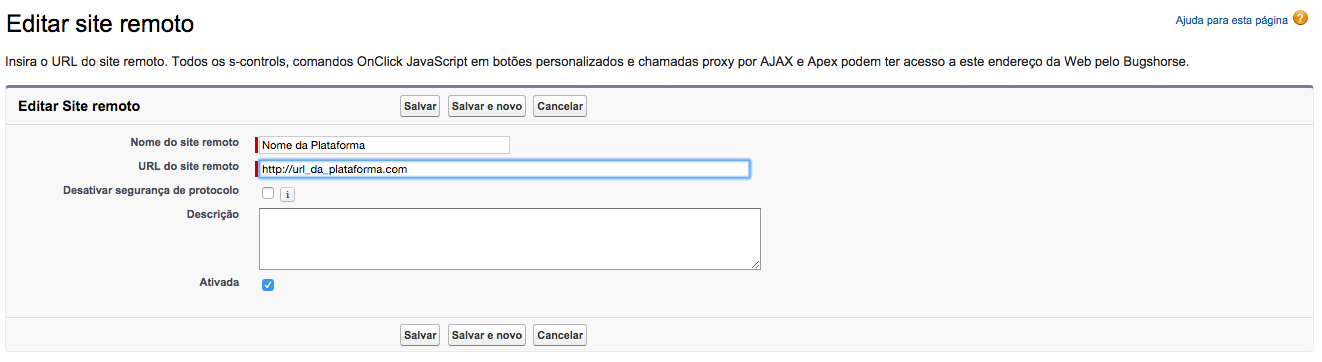 Editar site remoto
Ajuda para esta página ?
Insira o URL do site remoto. Todos os s-controls, comandos OnClick JavaScript em botões personalizados e chamadas proxy por AJAX e Apex podem ter acesso a este endereço da Web pelo Bugshorse.
Editar Site remoto Salvar Salvar e novo Cancelar
Nome do site remoto Nome da Plataforma
URL do site remoto http://url_da_plataforma.com
Desativar segurança de protocolo i
Descrição
Ativada
Salvar Salvar e novo Cancelar